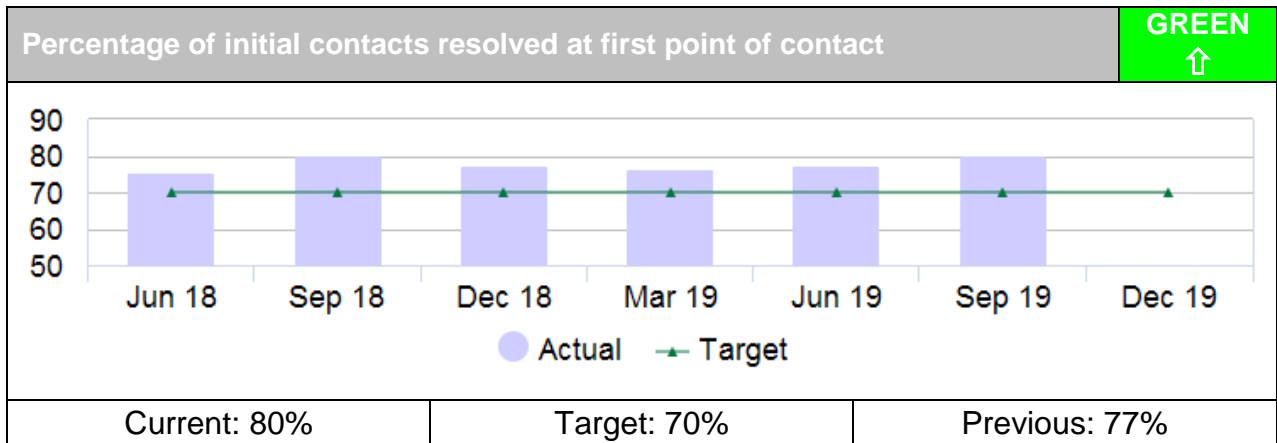 Percentage of initial contacts resolved at first point of contact
GREEN
⇧
90
80
70
60
50
Jun 18 Sep 18 Dec 18 Mar 19 Jun 19 Sep 19 Dec 19
Actual Target
Current: 80% Target: 70% Previous: 77%